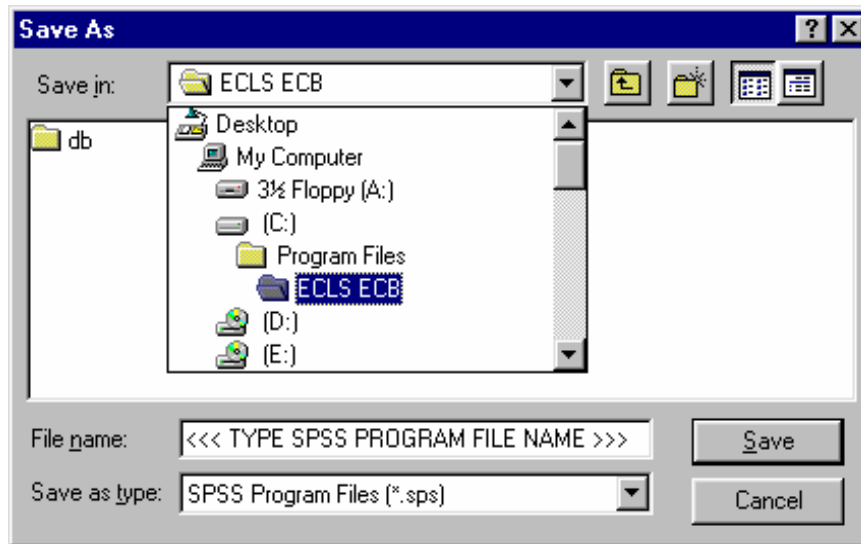 Save As
Save in: ECLS ECB
db
Desktop
My Computer
3½ Floppy (A:)
(C:)
Program Files
ECLS ECB
(D:)
(E:)
File name: <<< TYPE SPSS PROGRAM FILE NAME >>> Save
Save as type: SPSS Program Files (*.sps) Cancel